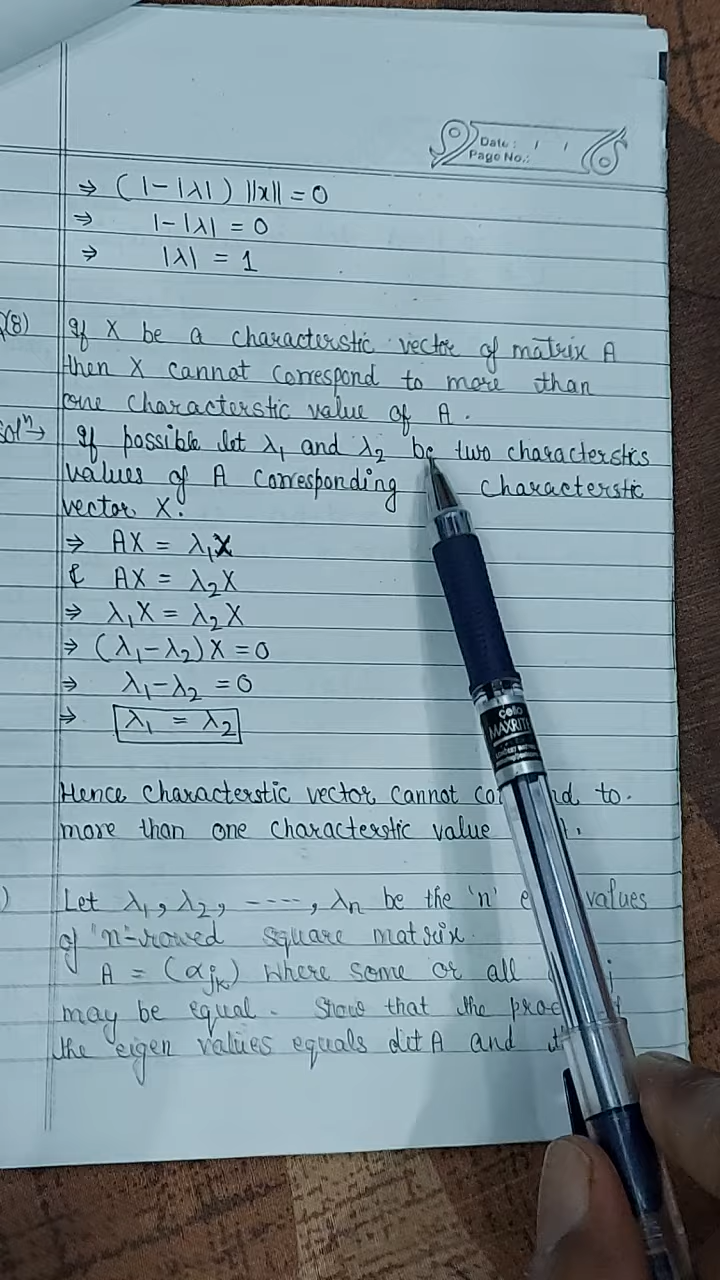 Date: / /
Page No.:
⇒ (1-|λ|) ||x|| = 0
⇒ 1-|λ| = 0
⇒ |λ| = 1
(8) If X be a characterstic vector of matrix A
then X cannot correspond to more than
one characterstic value of A.
Solⁿ→ If possible let λ₁ and λ₂ be two characterstics
values of A corresponding characterstic
vector X.
⇒ AX = λ₁X
& AX = λ₂X
⇒ λ₁X = λ₂X
⇒ (λ₁-λ₂)X = 0
⇒ λ₁-λ₂ = 0
⇒ λ₁ = λ₂
Hence characterstic vector cannot to.
more than one characterstic value
) Let λ₁, λ₂, ----, λn be the 'n' values
of 'n'-rowed square matrix.
A = (αjk) where some or all
may be equal. Show that the
the eigen values equals det A and
cello
MAXRITER